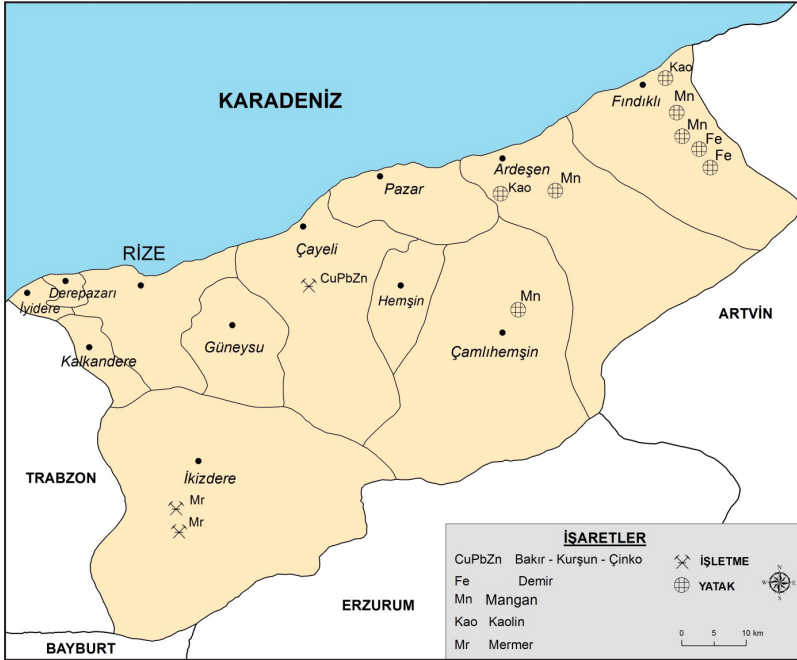 KARADENİZ
Kao
Fındıklı
Mn
Mn
Fe
Fe
Ardeşen
Kao
Mn
Pazar
Çayeli
RİZE
CuPbZn
Hemşin
Derepazarı
İyidere
Mn
Güneysu
Kalkandere
Çamlıhemşin
ARTVİN
TRABZON
İkizdere
Mr
Mr
ERZURUM
BAYBURT
İŞARETLER
CuPbZn Bakır - Kurşun - Çinko
Fe Demir
Mn Mangan
Kao Kaolin
Mr Mermer
İŞLETME
YATAK
N
W E
S
0 5 10 km